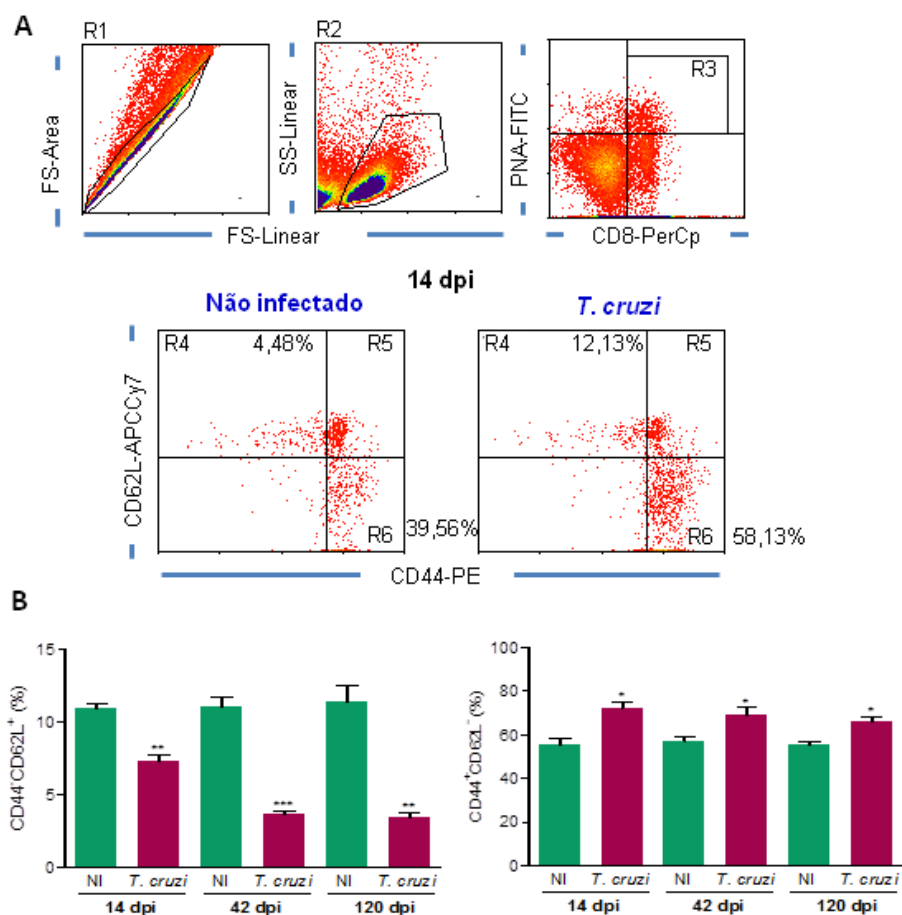 A
R1
R2
R3
FS-Area
SS-Linear
PNA-FITC
FS-Linear
CD8-PerCp
14 dpi
Não infectado
T. cruzi
R4 4,48% R5
R4 12,13% R5
CD62L-APCCy7
R6 39,56%
R6 58,13%
CD44-PE
B
CD44⁻CD62L⁺ (%)
15
10
5
0
** *** **
NI T. cruzi NI T. cruzi NI T. cruzi
14 dpi 42 dpi 120 dpi
CD44⁺CD62L⁻ (%)
100
80
60
40
20
0
* * *
NI T. cruzi NI T. cruzi NI T. cruzi
14 dpi 42 dpi 120 dpi